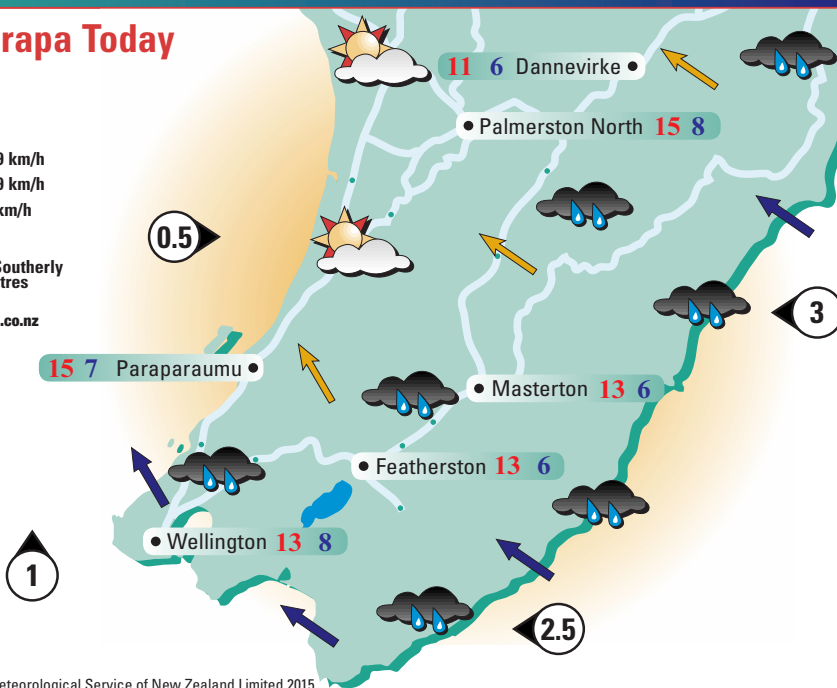 rapa Today
11 6 Dannevirke
Palmerston North 15 8
9 km/h
9 km/h
km/h
0.5
Southerly
tres
.co.nz
3
15 7 Paraparaumu
Masterton 13 6
Featherston 13 6
Wellington 13 8
1
2.5
eteorological Service of New Zealand Limited 2015